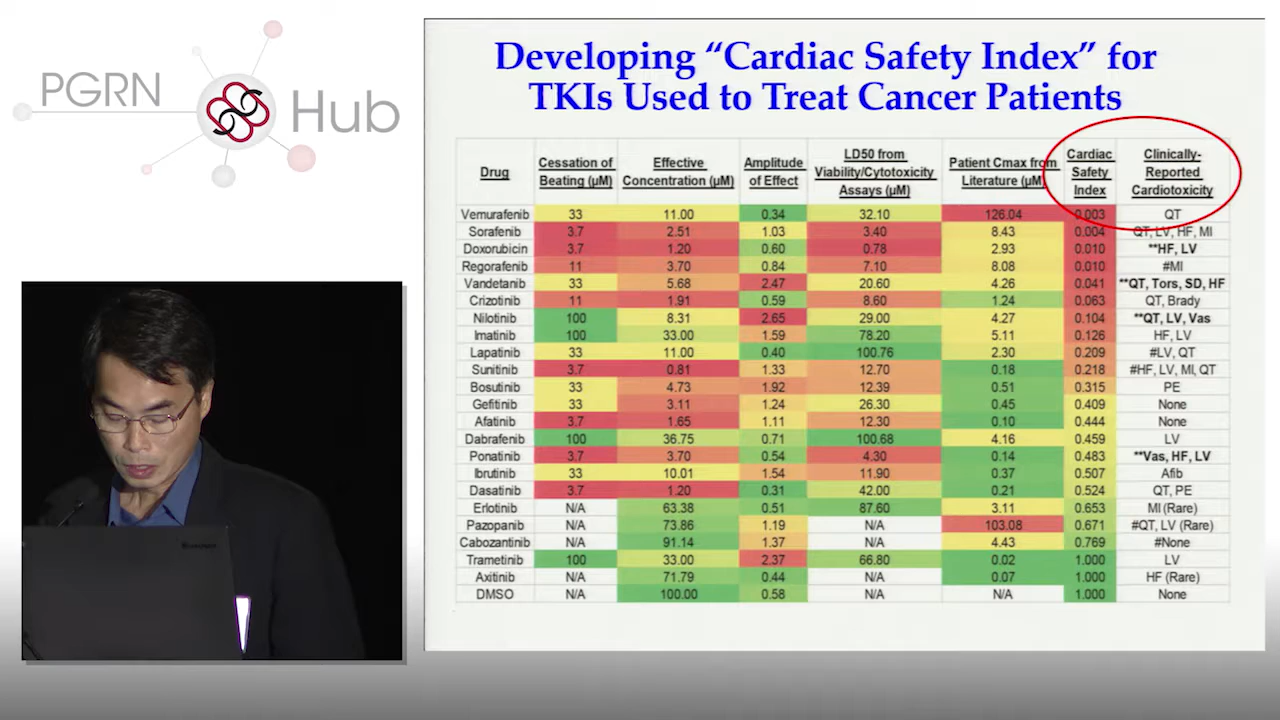 PGRN
Hub
Developing “Cardiac Safety Index” for
TKIs Used to Treat Cancer Patients
Drug Cessation of Beating (µM) Effective Concentration (µM) Amplitude of Effect LD50 from Viability/Cytotoxicity Assays (µM) Patient Cmax from Literature (µM) Cardiac Safety Index Clinically-Reported Cardiotoxicity
Vemurafenib 33 11.00 0.34 32.10 126.04 0.003 QT
Sorafenib 3.7 2.51 1.03 3.40 8.43 0.004 QT, LV, HF, MI
Doxorubicin 3.7 1.20 0.60 0.78 2.93 0.010 **HF, LV
Regorafenib 11 3.70 0.84 7.10 8.08 0.010 #MI
Vandetanib 33 5.68 2.47 20.60 4.26 0.041 **QT, Tors, SD, HF
Crizotinib 11 1.91 0.59 8.60 1.24 0.063 QT, Brady
Nilotinib 100 8.31 2.65 29.00 4.27 0.104 **QT, LV, Vas
Imatinib 100 33.00 1.59 78.20 5.11 0.126 HF, LV
Lapatinib 33 11.00 0.40 100.76 2.30 0.209 #LV, QT
Sunitinib 3.7 0.81 1.33 12.70 0.18 0.218 #HF, LV, MI, QT
Bosutinib 33 4.73 1.92 12.39 0.51 0.315 PE
Gefitinib 33 3.11 1.24 26.30 0.45 0.409 None
Afatinib 3.7 1.65 1.11 12.30 0.10 0.444 None
Dabrafenib 100 36.75 0.71 100.68 4.16 0.459 LV
Ponatinib 3.7 3.70 0.54 4.30 0.14 0.483 **Vas, HF, LV
Ibrutinib 33 10.01 1.54 11.90 0.37 0.507 Afib
Dasatinib 3.7 1.20 0.31 42.00 0.21 0.524 QT, PE
Erlotinib N/A 63.38 0.51 87.60 3.11 0.653 MI (Rare)
Pazopanib N/A 73.86 1.19 N/A 103.08 0.671 #QT, LV (Rare)
Cabozantinib N/A 91.14 1.37 N/A 4.43 0.769 #None
Trametinib 100 33.00 2.37 66.80 0.02 1.000 LV
Axitinib N/A 71.79 0.44 N/A 0.07 1.000 HF (Rare)
DMSO N/A 100.00 0.58 N/A N/A 1.000 None